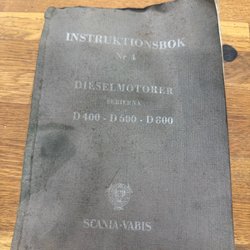 INSTRUKTIONSBOK
Nr 4
DIESELMOTORER
SERIERNA
D 400 - D 500 - D 800
SCANIA-VABIS